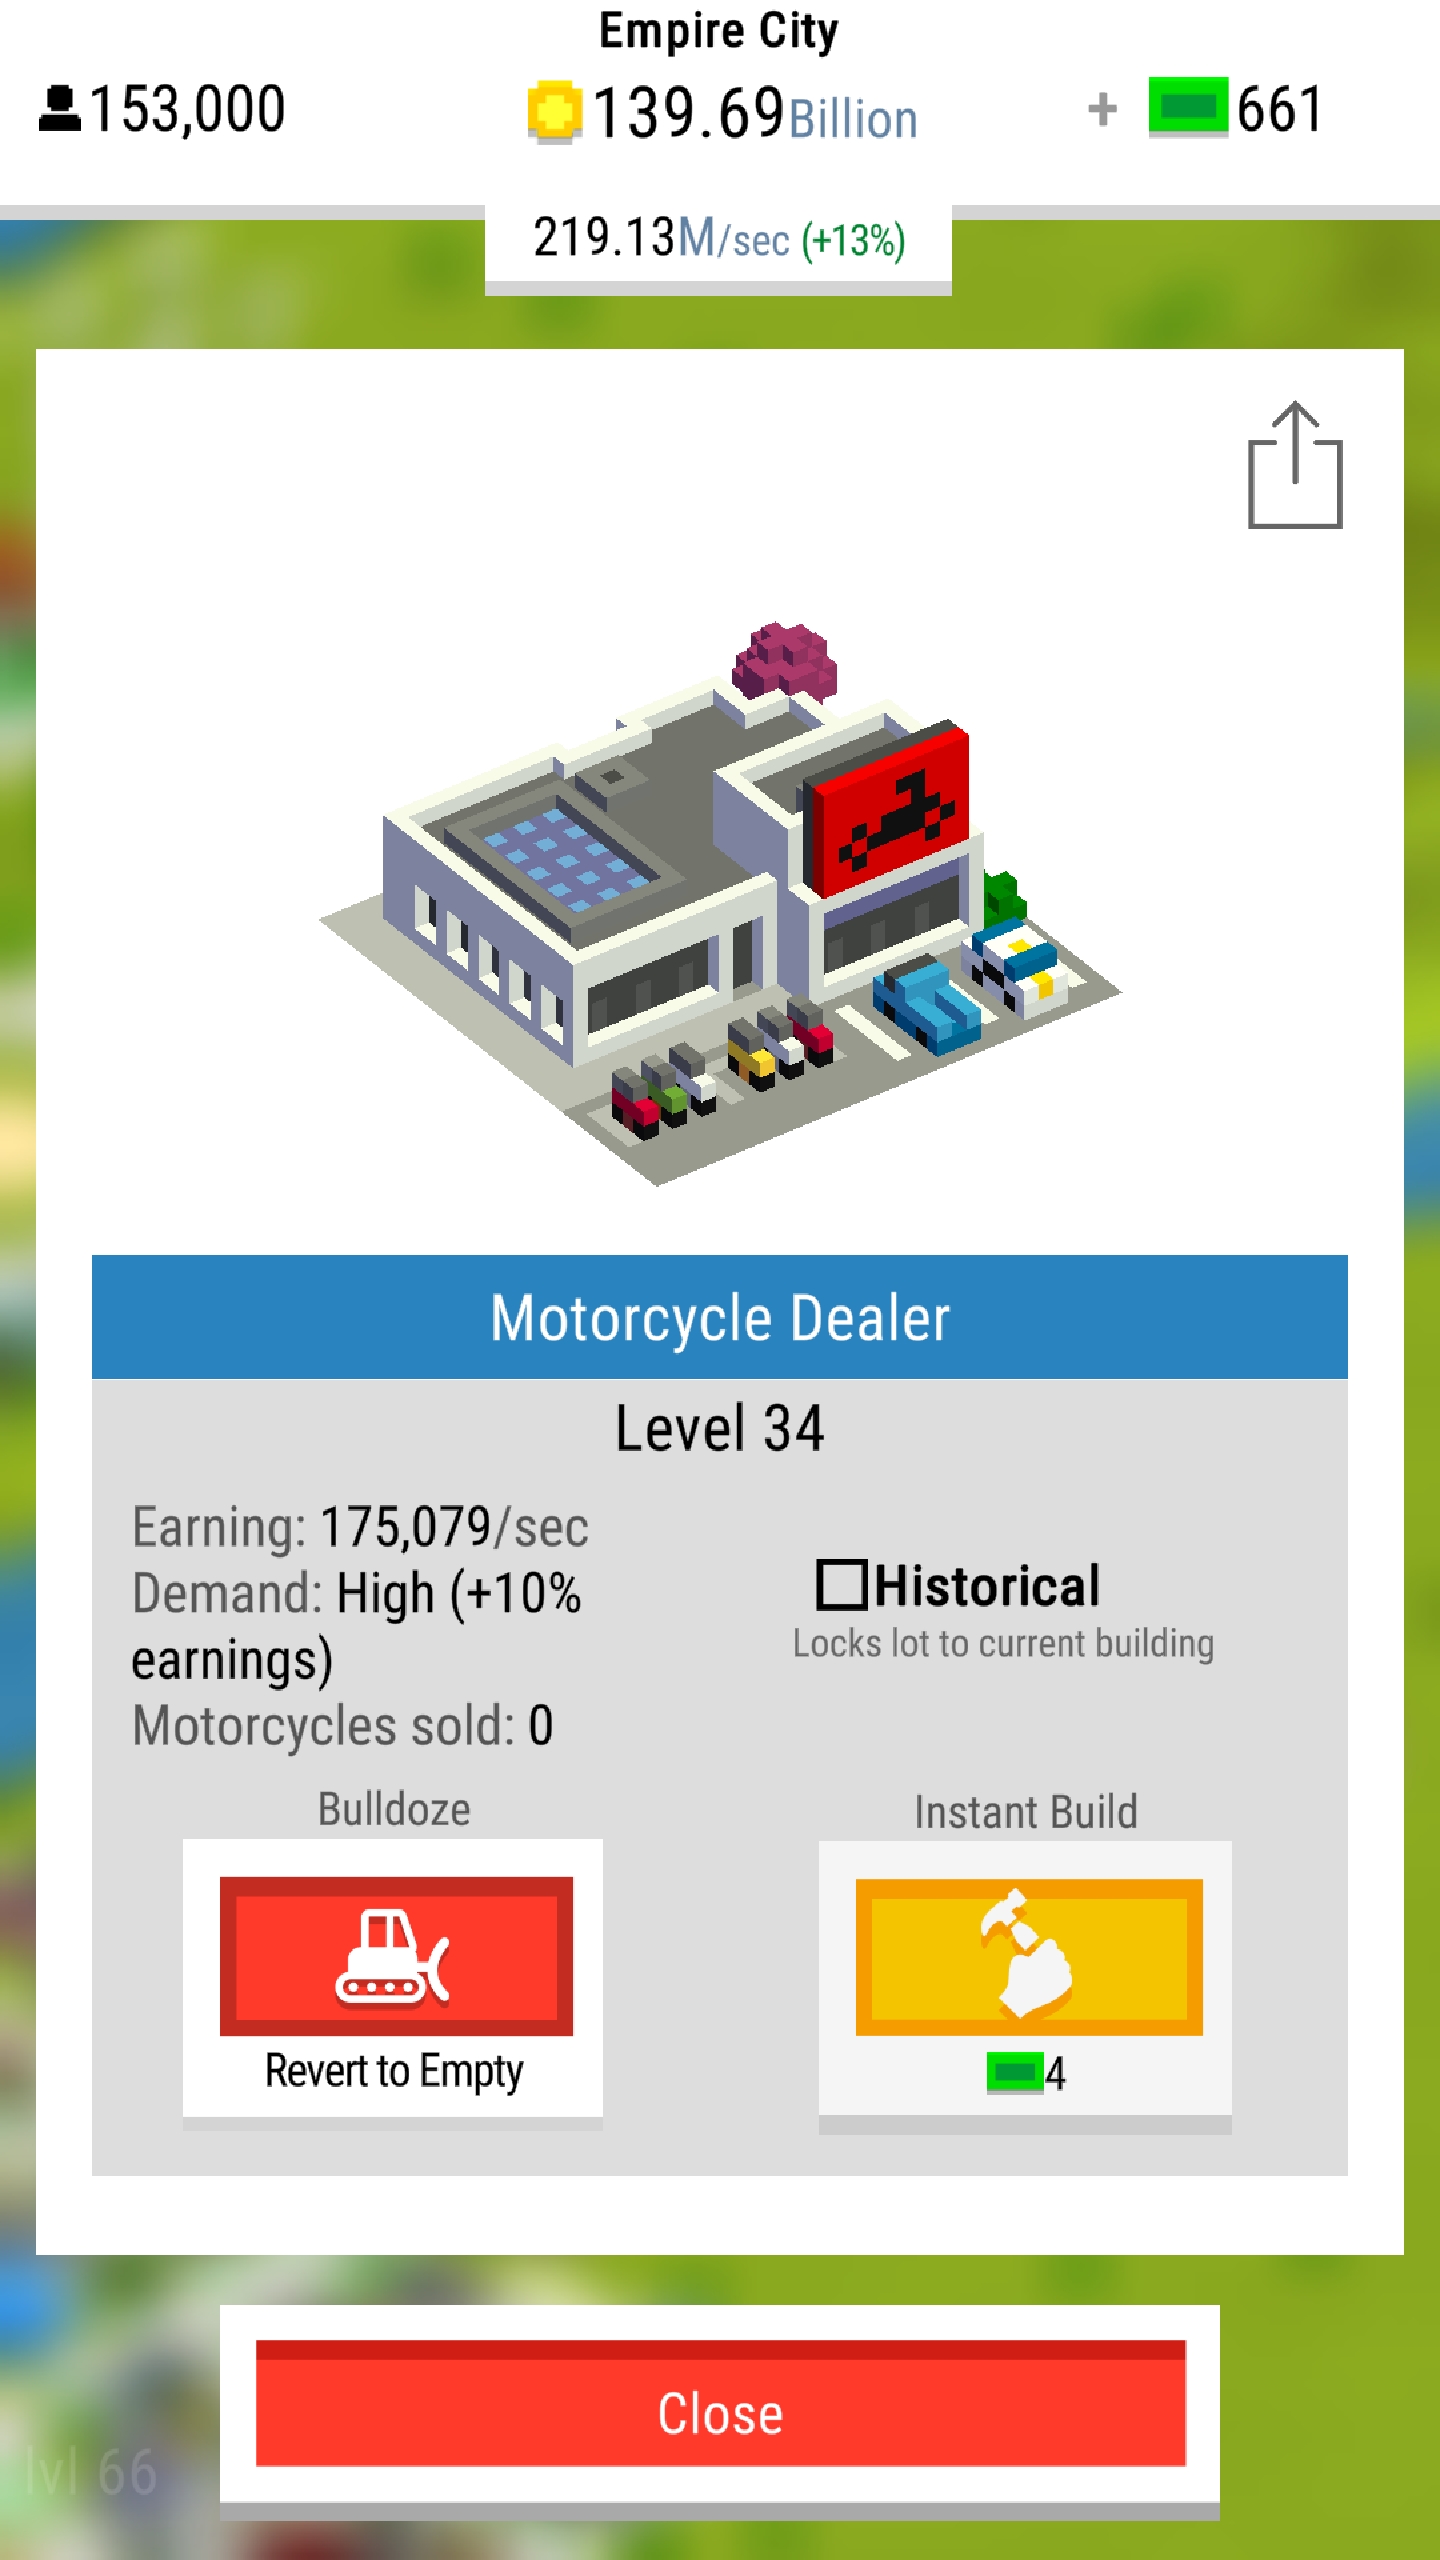 Empire City
153,000
139.69Billion
+ 661
219.13M/sec (+13%)
Motorcycle Dealer
Level 34
Earning: 175,079/sec
Demand: High (+10%
earnings)
Motorcycles sold: 0
Historical
Locks lot to current building
Bulldoze
Instant Build
Revert to Empty
4
Close
lvl 66